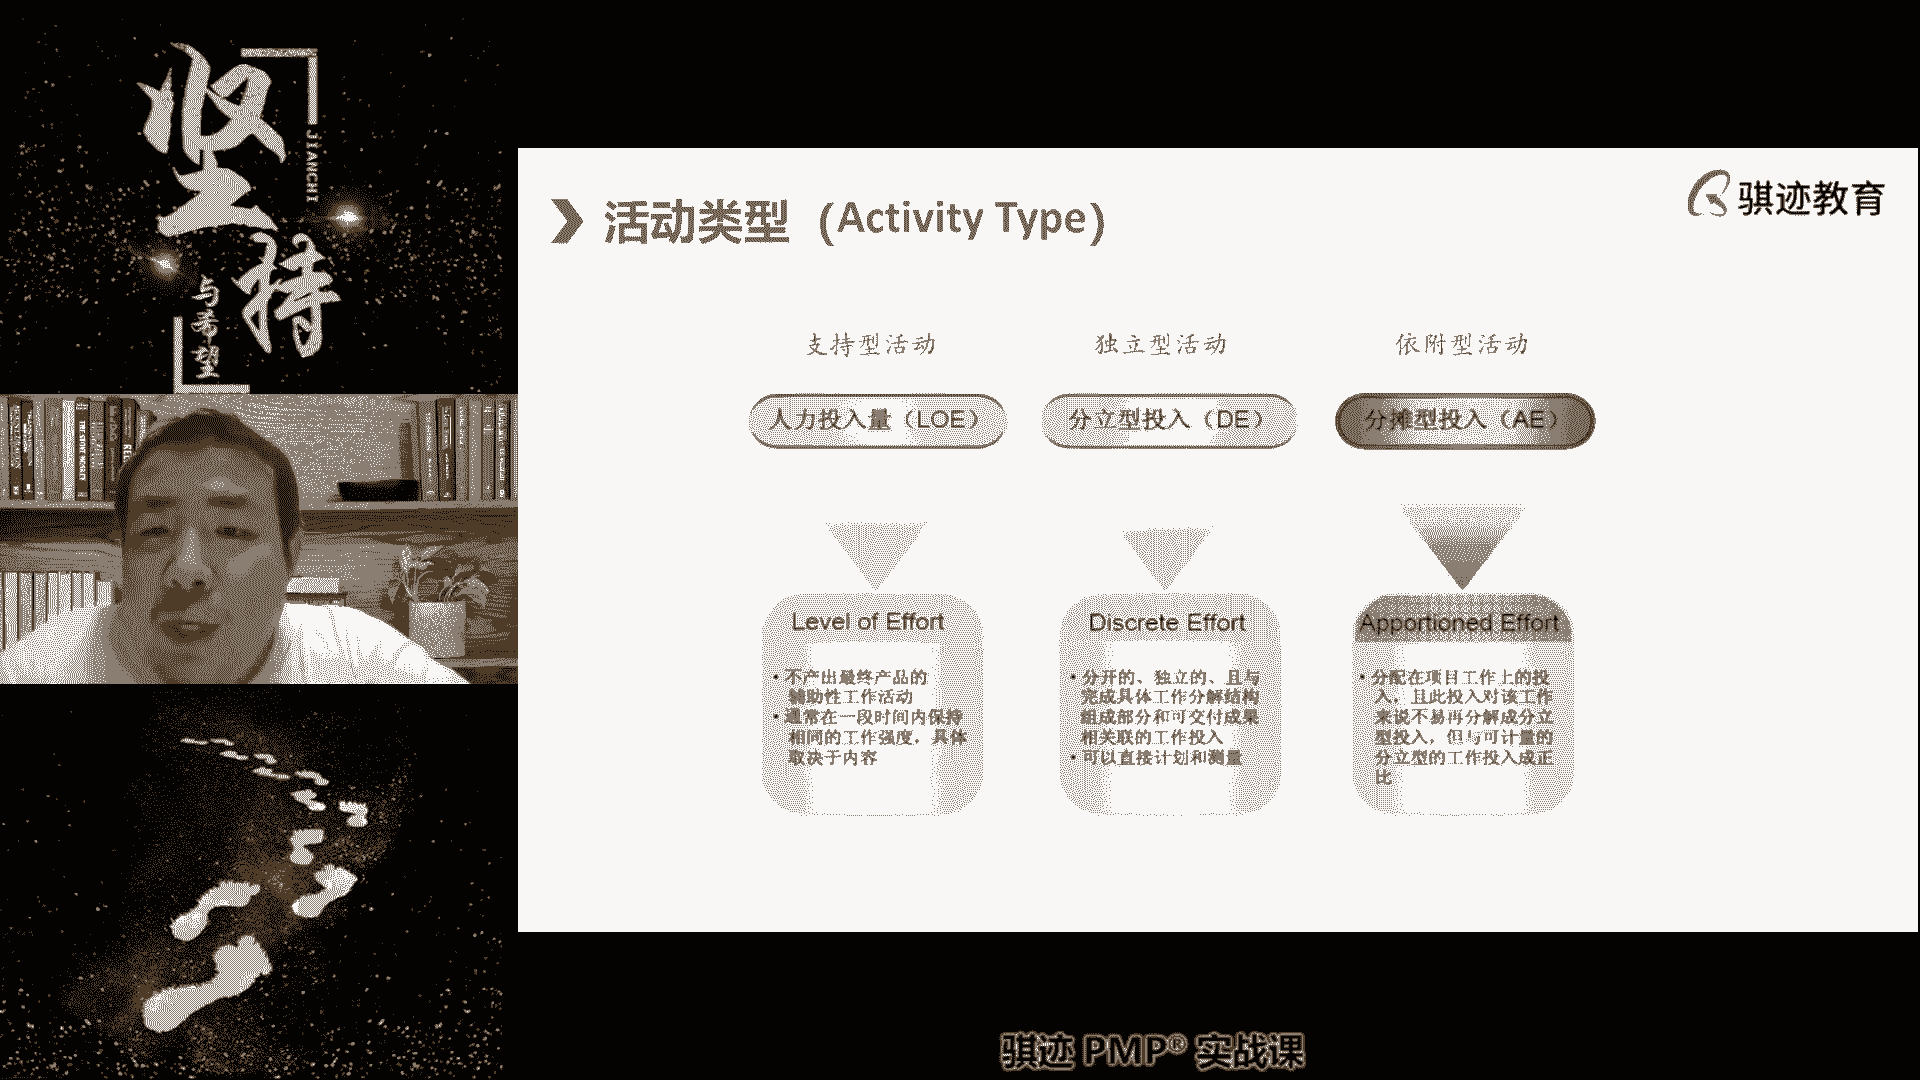 坚持
JIANCHI
与希望
骐迹教育
活动类型（Activity Type）
支持型活动
独立型活动
依附型活动
人力投入量（LOE）
分立型投入（DE）
分摊型投入（AE）
Level of Effort
• 不产出最终产品的
辅助性工作活动
• 通常在一段时间内保持
相同的工作强度，具体
取决于内容
Discrete Effort
• 分开的、独立的、且与
完成具体工作分解结构
组成部分和可交付成果
相关联的工作投入
• 可以直接计划和测量
Apportioned Effort
• 分配在项目工作上的投
入，且此投入对该工作
来说不易再分解成分立
型投入，但与可计量的
分立型的工作投入成正
比
骐迹 PMP® 实战课